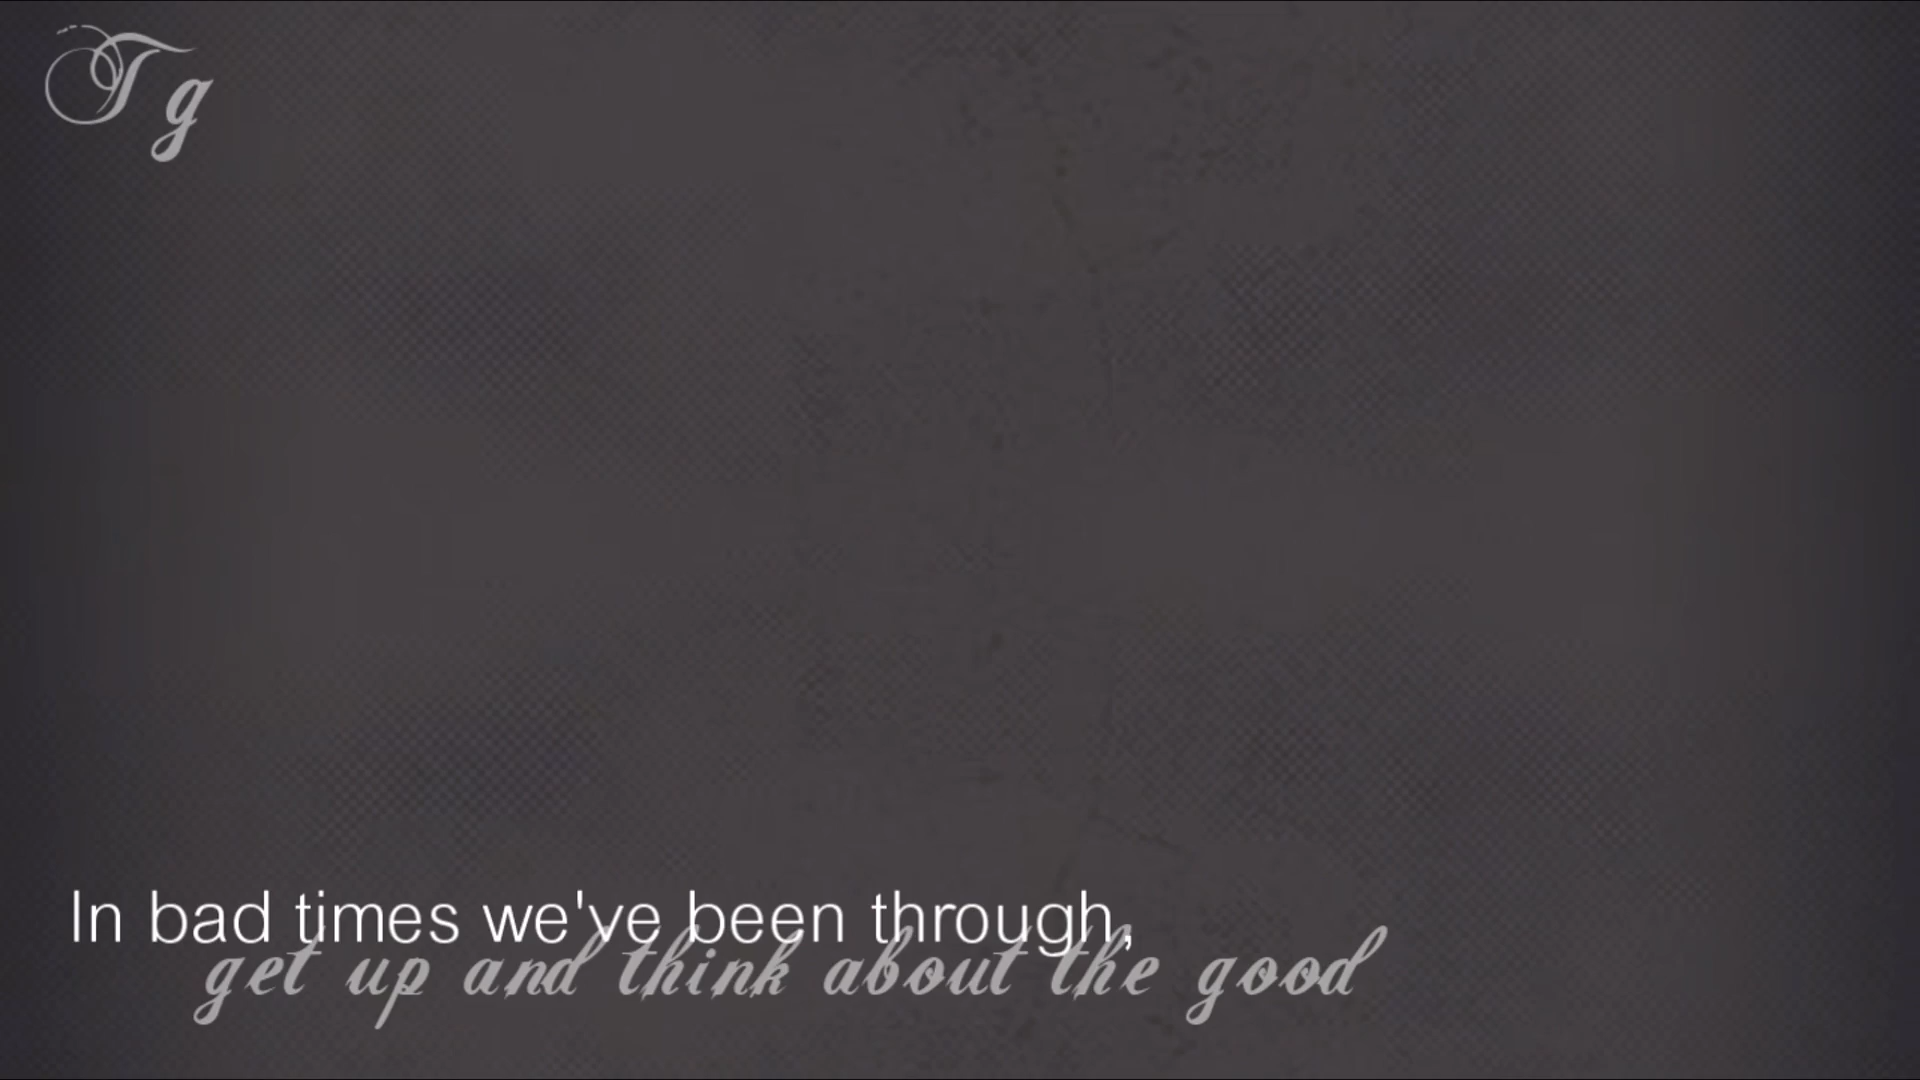 Tg
In bad times we've been through,
get up and think about the good